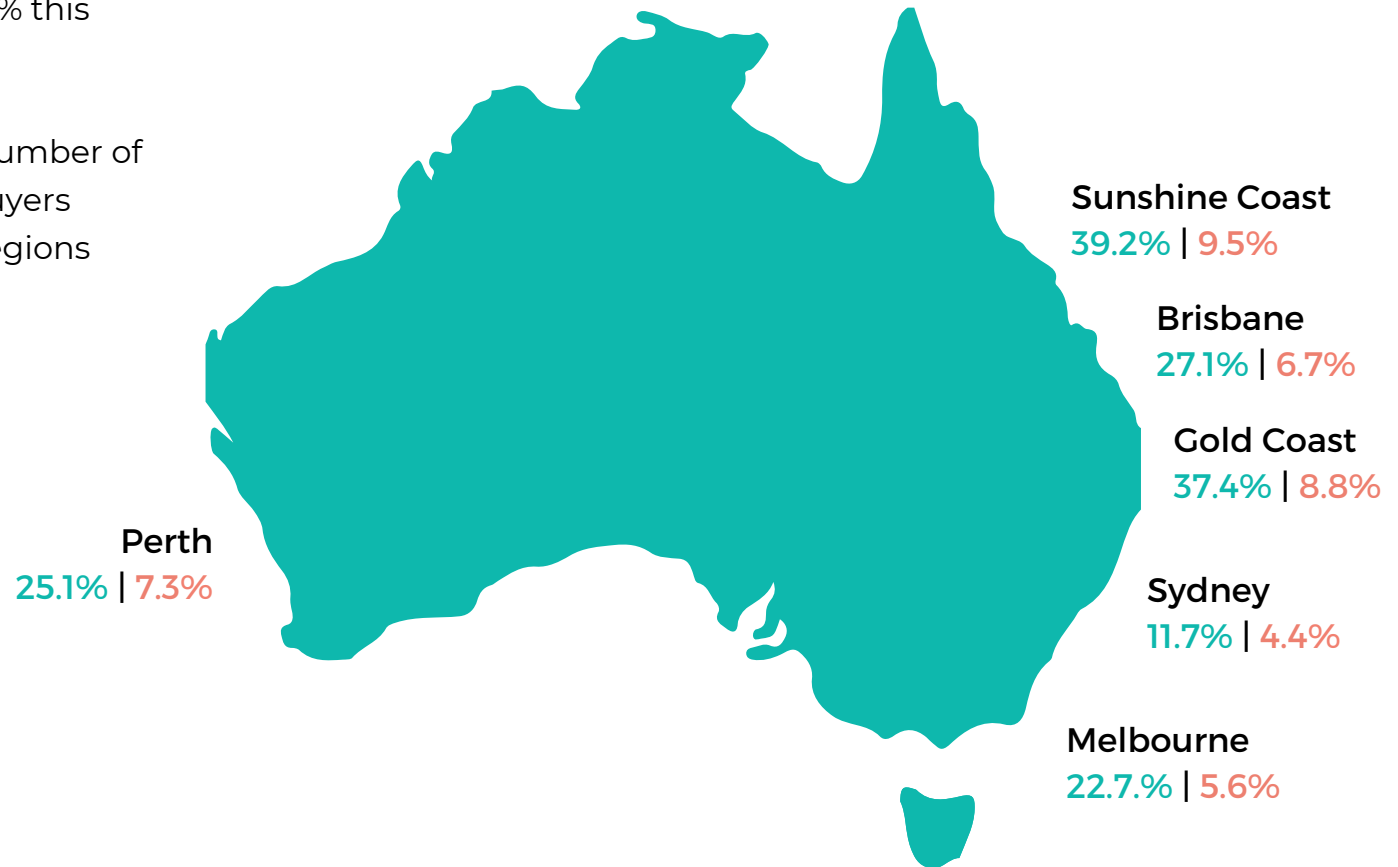 % this
umber of
uyers
egions
Sunshine Coast
39.2% | 9.5%
Brisbane
27.1% | 6.7%
Gold Coast
37.4% | 8.8%
Perth
25.1% | 7.3%
Sydney
11.7% | 4.4%
Melbourne
22.7.% | 5.6%